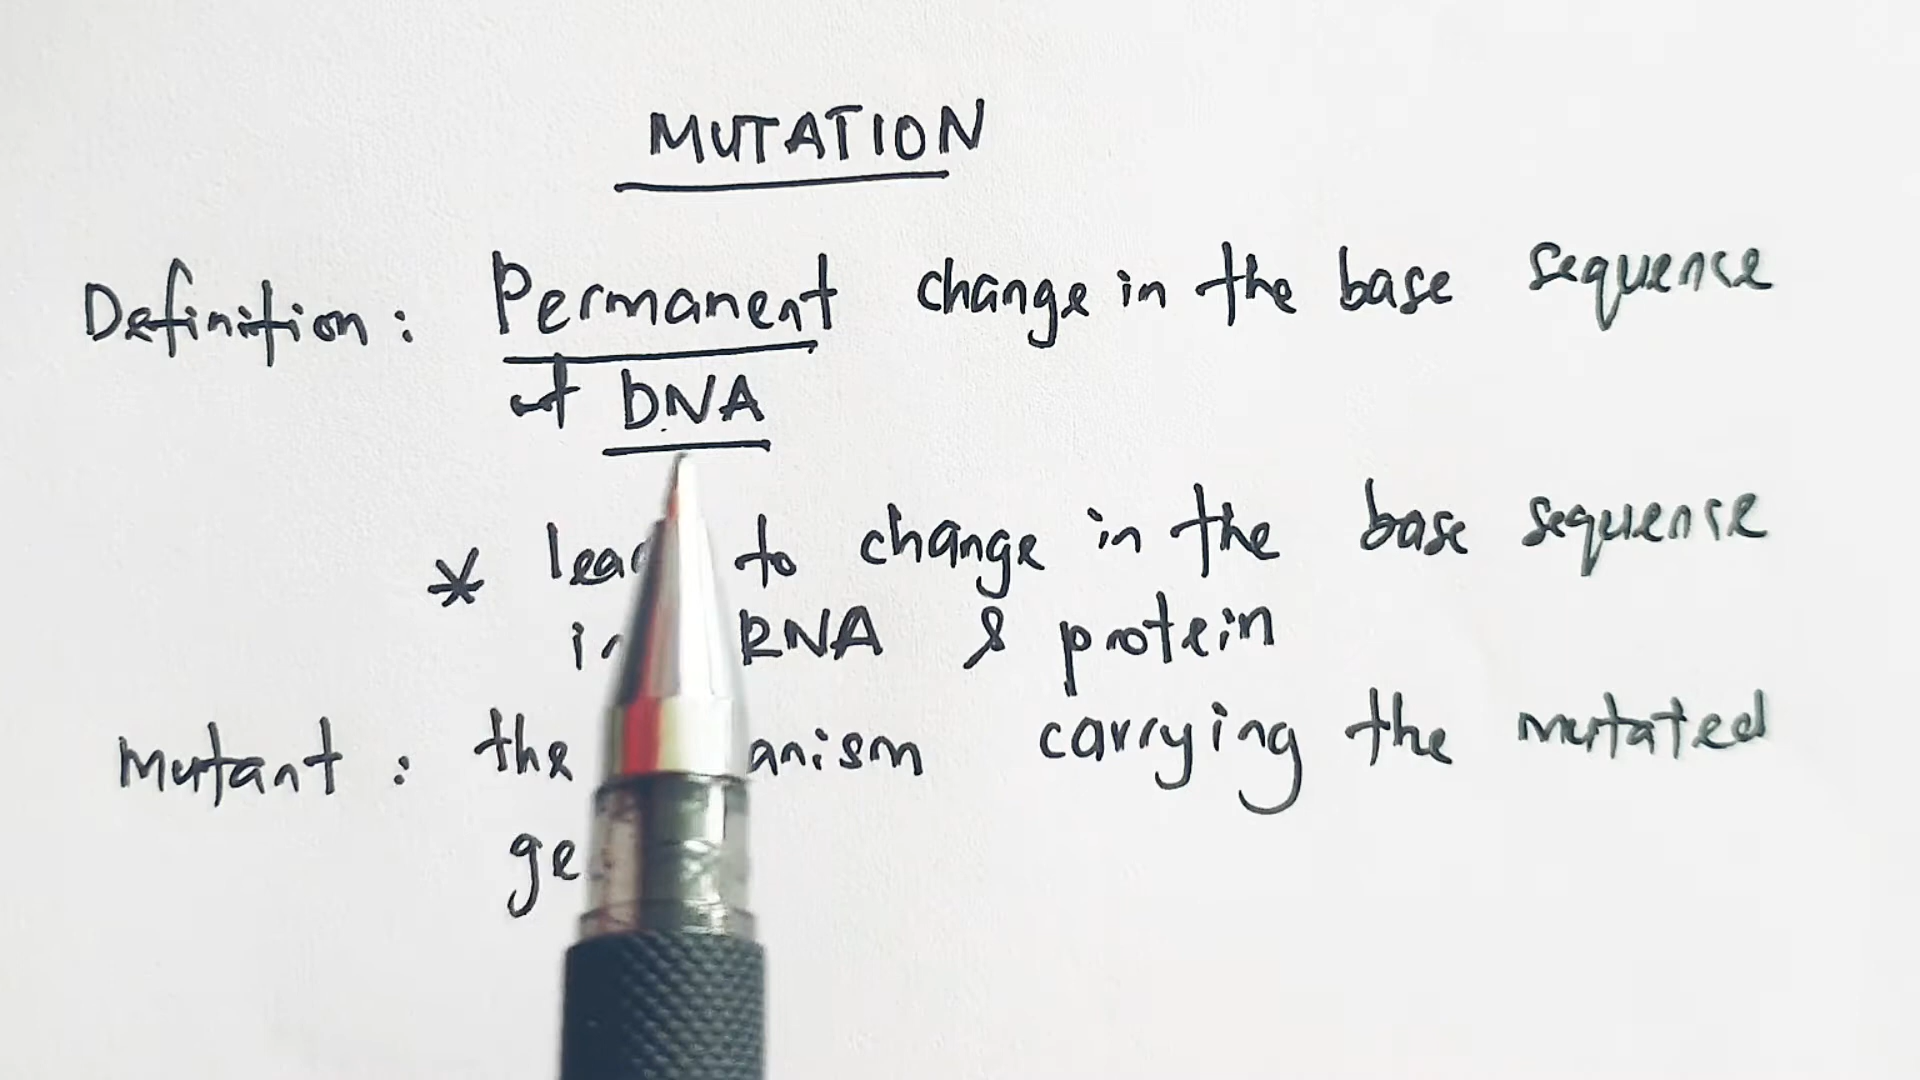 MUTATION
Definition: Permanent change in the base sequence
of DNA
* lea to change in the base sequence
in RNA & protein
Mutant: the anism carrying the mutated
ge